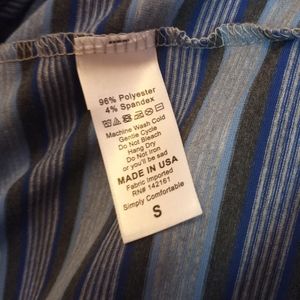 96% Polyester
4% Spandex
Machine Wash Cold
Gentle Cycle
Do Not Bleach
Hang Dry
Do Not Iron
or you'll be sad
MADE IN USA
Fabric Imported
RN# 142161
Simply Comfortable
S